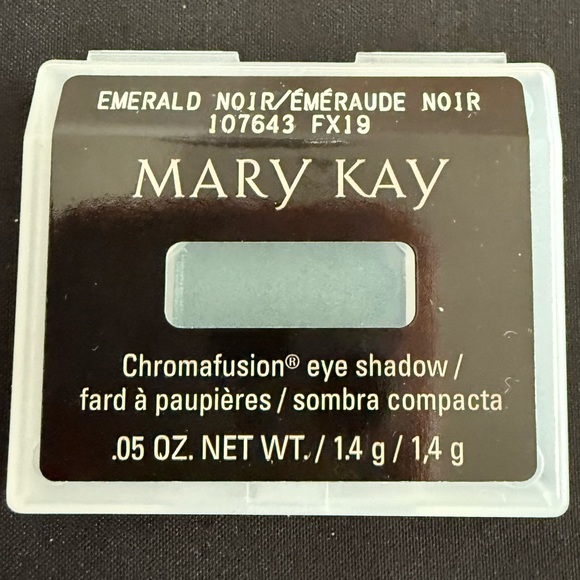 EMERALD NOIR/ÉMÉRAUDE NOIR
107643 FX19
MARY KAY
Chromafusion® eye shadow /
fard à paupières / sombra compacta
.05 OZ. NET WT. / 1.4 g / 1,4 g